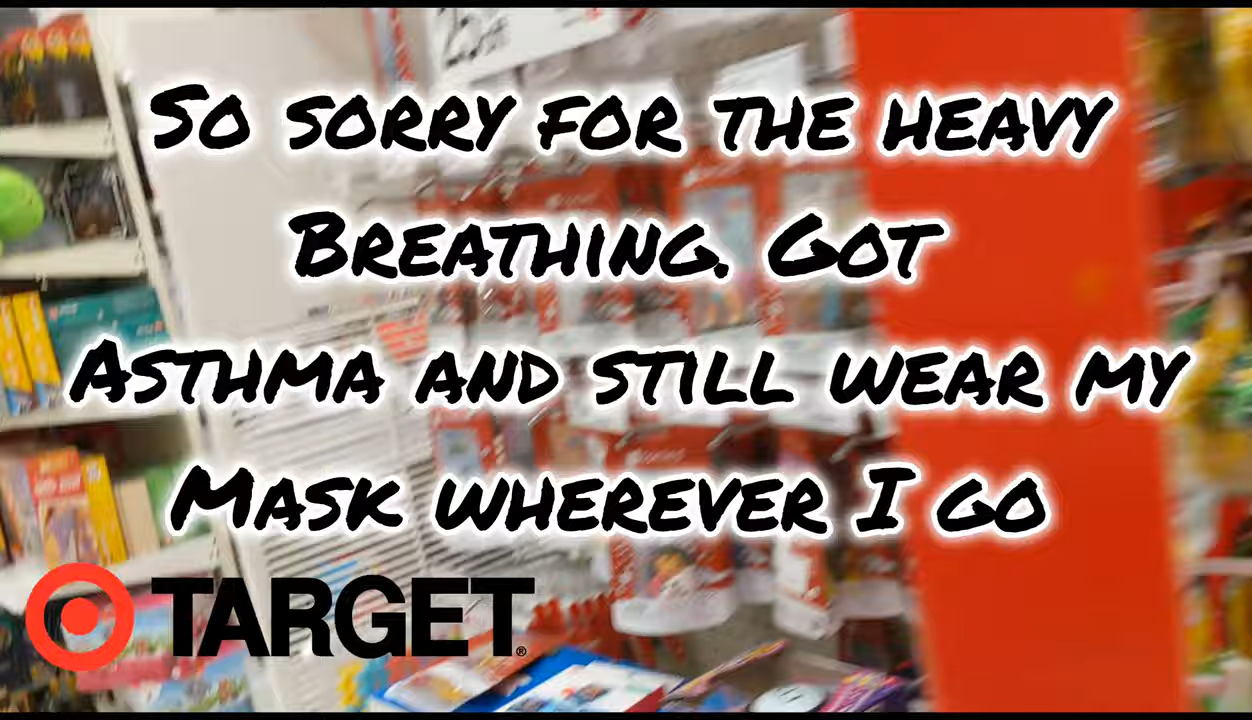 So sorry for the heavy
Breathing. Got
Asthma and still wear my
Mask wherever I go
TARGET®